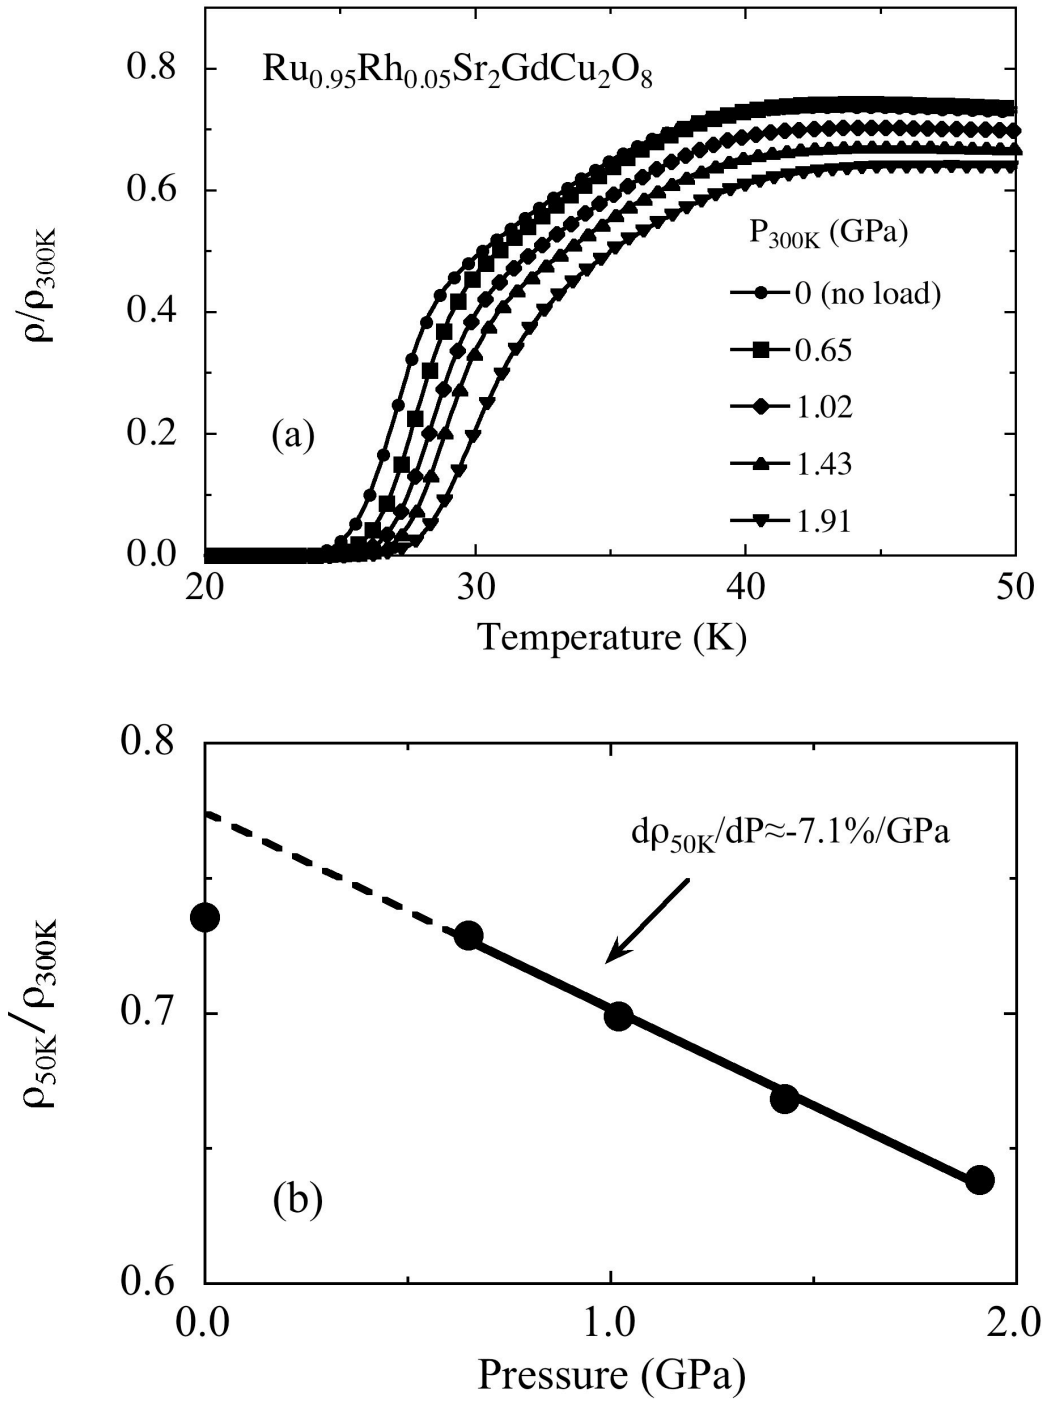 Ru₀.₉₅Rh₀.₀₅Sr₂GdCu₂O₈
ρ/ρ₃₀₀K
0.8
0.6
0.4
0.2
0.0
P₃₀₀K (GPa)
0 (no load)
0.65
1.02
1.43
1.91
(a)
20 30 40 50
Temperature (K)
ρ₅₀K/ρ₃₀₀K
0.8
0.7
0.6
dρ₅₀K/dP≈-7.1%/GPa
(b)
0.0 1.0 2.0
Pressure (GPa)